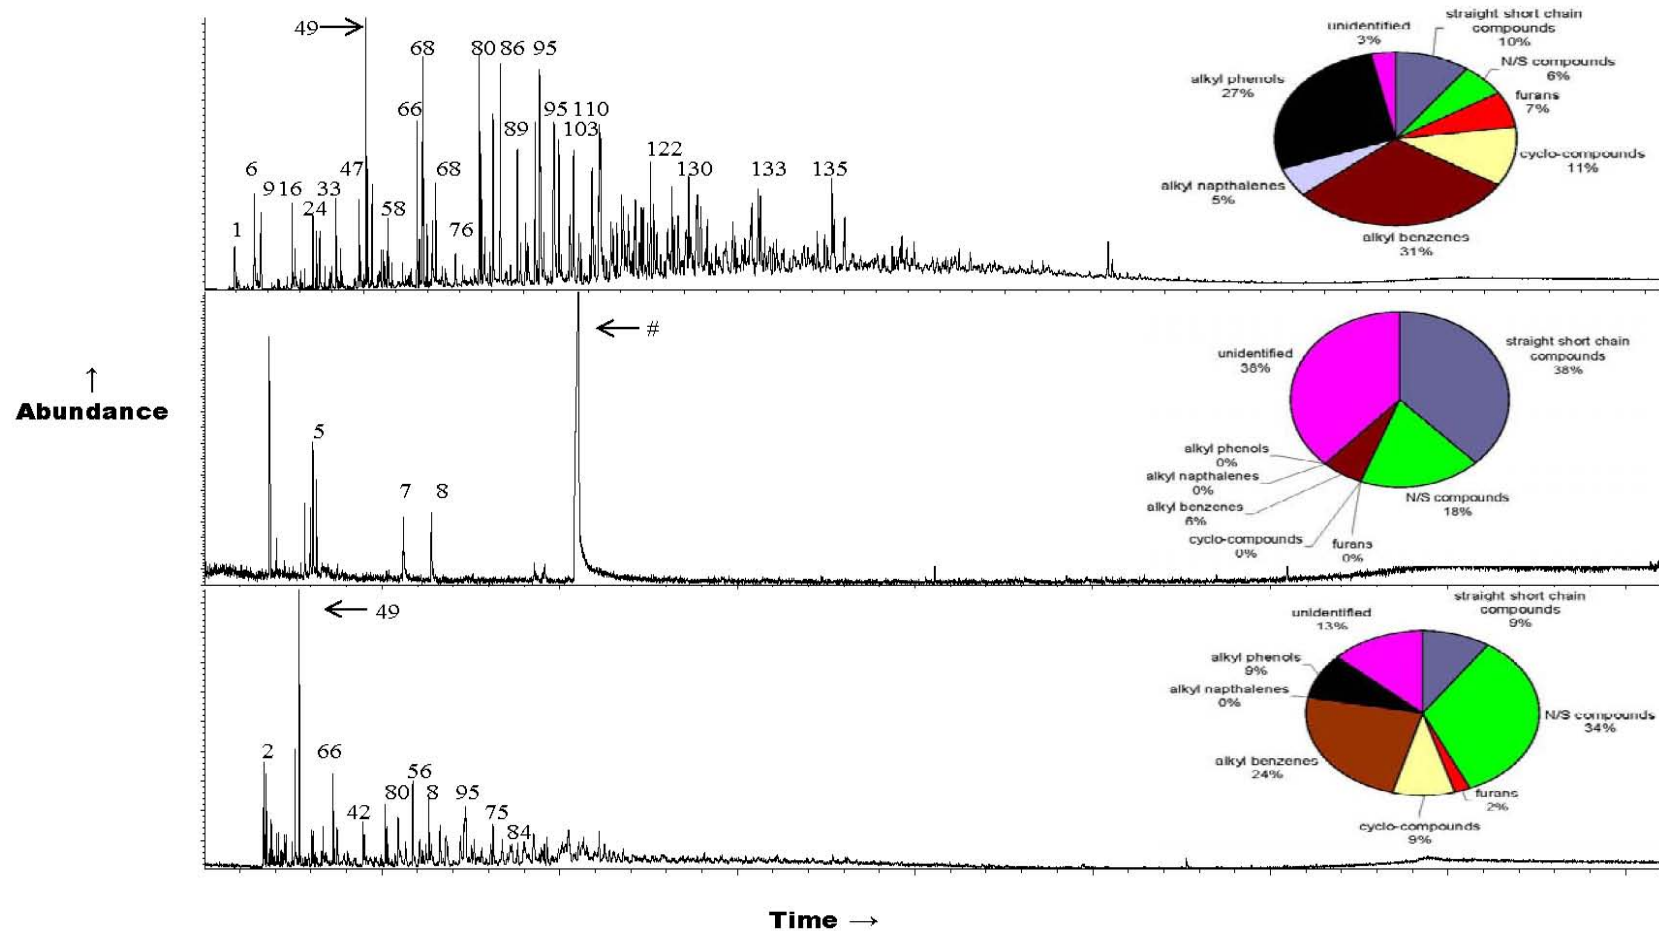 49
68
80
86
95
66
95
110
89
103
6
9
16
33
47
68
122
130
133
135
24
58
1
76
straight short chain
compounds
10%
unidentified
3%
N/S compounds
6%
alkyl phenols
27%
furans
7%
cyclo-compounds
11%
alkyl napthalenes
5%
alkyl benzenes
31%
#
5
7
8
unidentified
38%
straight short chain
compounds
38%
alkyl phenols
0%
alkyl napthalenes
0%
alkyl benzenes
6%
cyclo-compounds
0%
furans
0%
N/S compounds
18%
↑
Abundance
49
2
66
56
42
80
8
95
75
84
straight short chain
compounds
9%
unidentified
13%
alkyl phenols
9%
alkyl napthalenes
0%
N/S compounds
34%
alkyl benzenes
24%
furans
2%
cyclo-compounds
9%
Time →